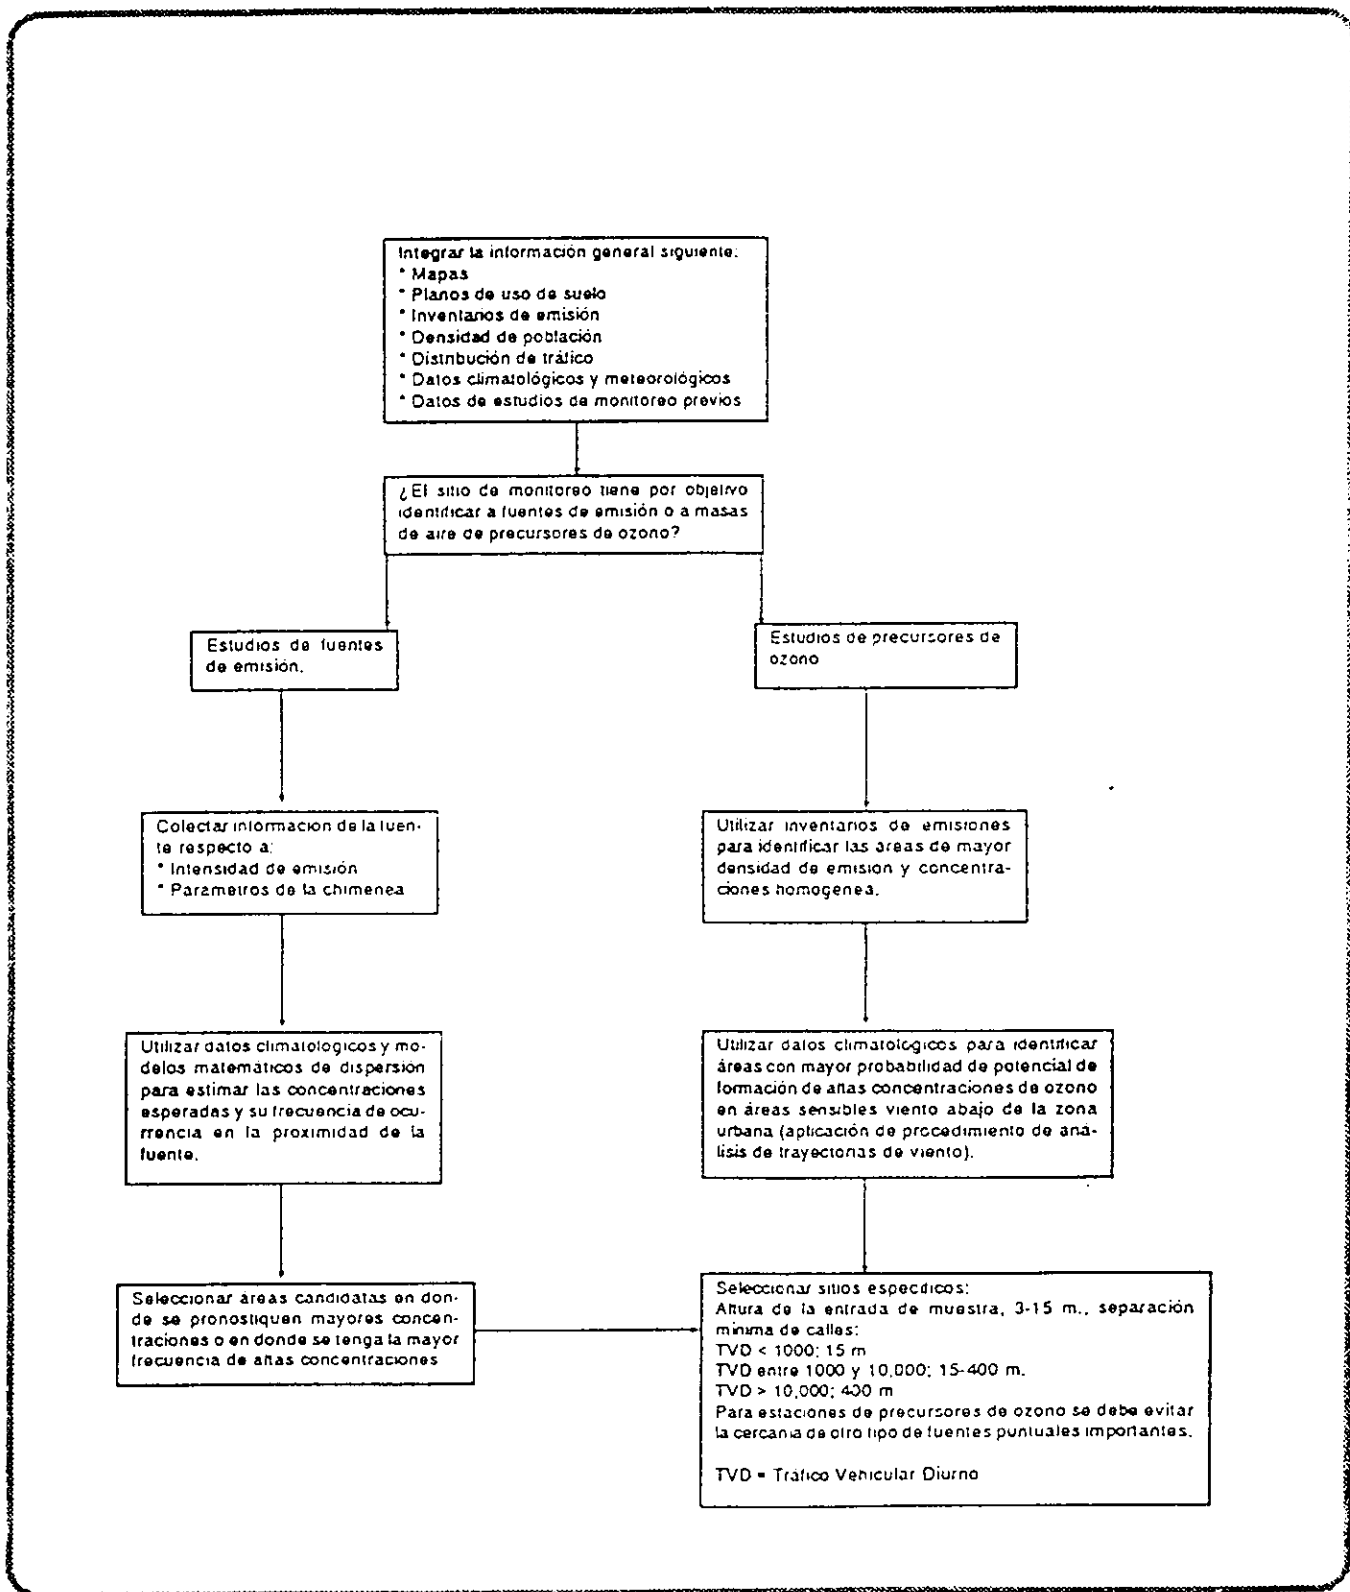 Integrar la información general siguiente:
* Mapas
* Planos de uso de suelo
* Inventarios de emisión
* Densidad de población
* Distribución de tráfico
* Datos climatológicos y meteorológicos
* Datos de estudios de monitoreo previos
¿El sitio de monitoreo tiene por objetivo
identificar a fuentes de emisión o a masas
de aire de precursores de ozono?
Estudios de fuentes
de emisión.
Estudios de precursores de
ozono
Colectar información de la fuen-
te respecto a:
* Intensidad de emisión
* Parametros de la chimenea
Utilizar inventarios de emisiones
para identificar las áreas de mayor
densidad de emision y concentra-
ciones homogenea.
Utilizar datos climatologicos y mo-
delos matemáticos de dispersión
para estimar las concentraciones
esperadas y su frecuencia de ocu-
rrencia en la proximidad de la
fuente.
Utilizar datos climatológicos para identificar
áreas con mayor probabilidad de potencial de
formación de altas concentraciones de ozono
en áreas sensibles viento abajo de la zona
urbana (aplicación de procedimiento de aná-
lisis de trayectorias de viento).
Seleccionar áreas candidatas en don-
de se pronostiquen mayores concen-
traciones o en donde se tenga la mayor
frecuencia de altas concentraciones
Seleccionar sitios especificos:
Altura de la entrada de muestra, 3-15 m., separación
minima de calles:
TVD < 1000; 15 m
TVD entre 1000 y 10,000; 15-400 m.
TVD > 10,000; 400 m
Para estaciones de precursores de ozono se debe evitar
la cercania de otro tipo de fuentes puntuales importantes.
TVD = Tráfico Vehicular Diurno